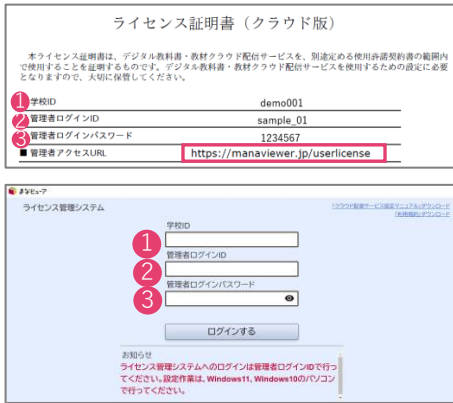 ライセンス証明書（クラウド版）
本ライセンス証明書は、デジタル教科書・教材クラウド配信サービスを、別途定める使用許諾契約書の範囲内
で使用することを証明するものです。デジタル教科書・教材クラウド配信サービスを使用するための設定に必要
となりますので、大切に保管してください。
1 学校ID demo001
2 管理者ログインID sample_01
3 管理者ログインパスワード 1234567
■ 管理者アクセスURL https://manaviewer.jp/userlicense
まなビューア
ライセンス管理システム
「クラウド配信サービス設定マニュアル」ダウンロード
「利用規約」ダウンロード
学校ID
1
管理者ログインID
2
管理者ログインパスワード
3
ログインする
お知らせ
ライセンス管理システムへのログインは管理者ログインIDで行っ
てください。設定作業は、Windows11, Windows10のパソコン
で行ってください。